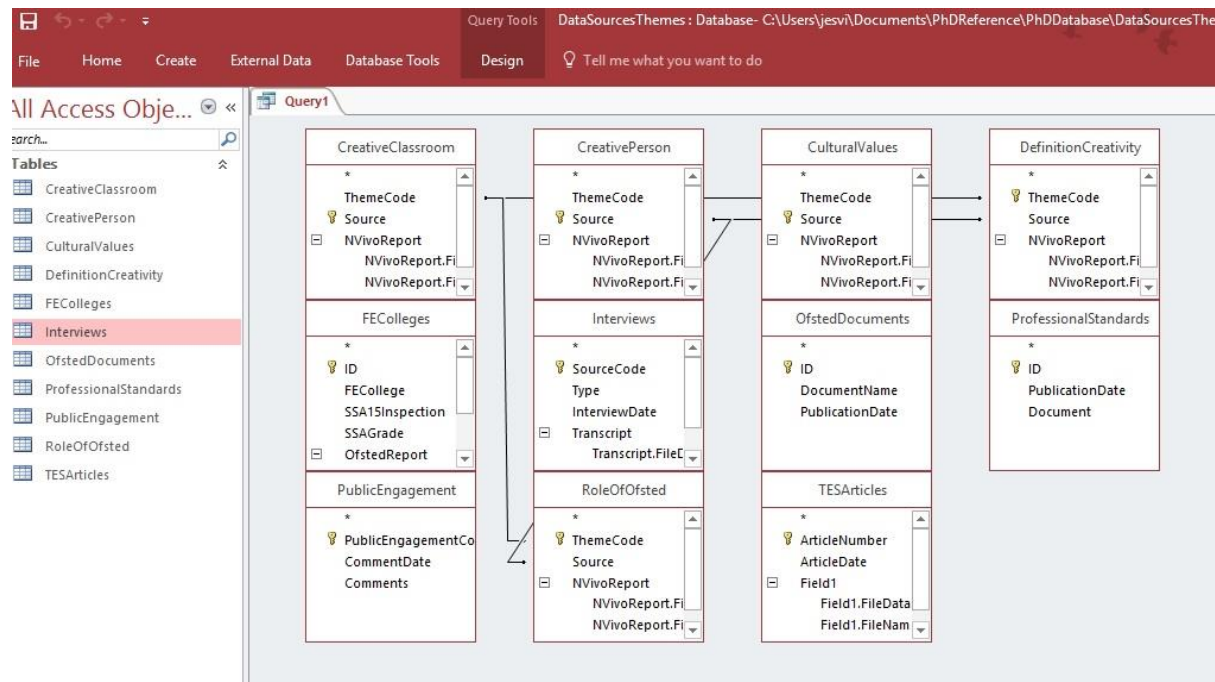 Query Tools DataSourcesThemes : Database- C:\Users\jesvi\Documents\PhDReference\PhDDatabase\DataSourcesThe
File Home Create External Data Database Tools Design Tell me what you want to do
All Access Obje... «
earch...
Tables
CreativeClassroom
CreativePerson
CulturalValues
DefinitionCreativity
FEColleges
Interviews
OfstedDocuments
ProfessionalStandards
PublicEngagement
RoleOfOfsted
TESArticles
Query1
CreativeClassroom
*
ThemeCode
Source
NVivoReport
NVivoReport.Fi
NVivoReport.Fi
CreativePerson
*
ThemeCode
Source
NVivoReport
NVivoReport.Fi
NVivoReport.Fi
CulturalValues
*
ThemeCode
Source
NVivoReport
NVivoReport.Fi
NVivoReport.Fi
DefinitionCreativity
*
ThemeCode
Source
NVivoReport
NVivoReport.Fi
NVivoReport.Fi
FEColleges
*
ID
FECollege
SSA15Inspection
SSAGrade
OfstedReport
Interviews
*
SourceCode
Type
InterviewDate
Transcript
Transcript.FileD
OfstedDocuments
*
ID
DocumentName
PublicationDate
ProfessionalStandards
*
ID
PublicationDate
Document
PublicEngagement
*
PublicEngagementCo
CommentDate
Comments
RoleOfOfsted
*
ThemeCode
Source
NVivoReport
NVivoReport.Fi
NVivoReport.Fi
TESArticles
*
ArticleNumber
ArticleDate
Field1
Field1.FileData
Field1.FileNam